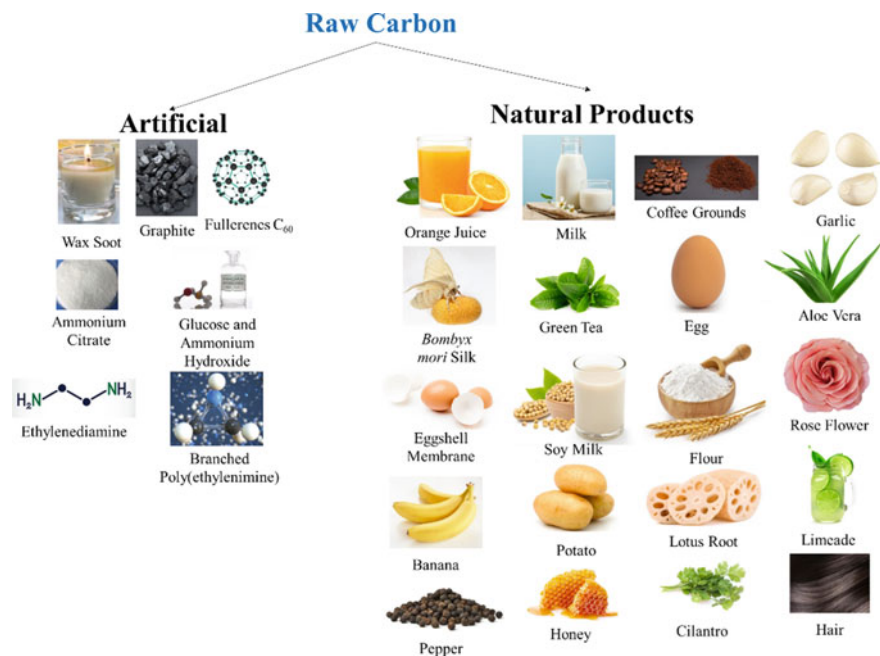 Raw Carbon
Artificial
Natural Products
Wax Soot
Graphite
Fullerenes C₆₀
Ammonium
Citrate
Glucose and
Ammonium
Hydroxide
H₂N
NH₂
Ethylenediamine
Branched
Poly(ethylenimine)
Orange Juice
Milk
Coffee Grounds
Garlic
Bombyx
mori Silk
Green Tea
Egg
Aloe Vera
Eggshell
Membrane
Soy Milk
Flour
Rose Flower
Banana
Potato
Lotus Root
Limeade
Pepper
Honey
Cilantro
Hair